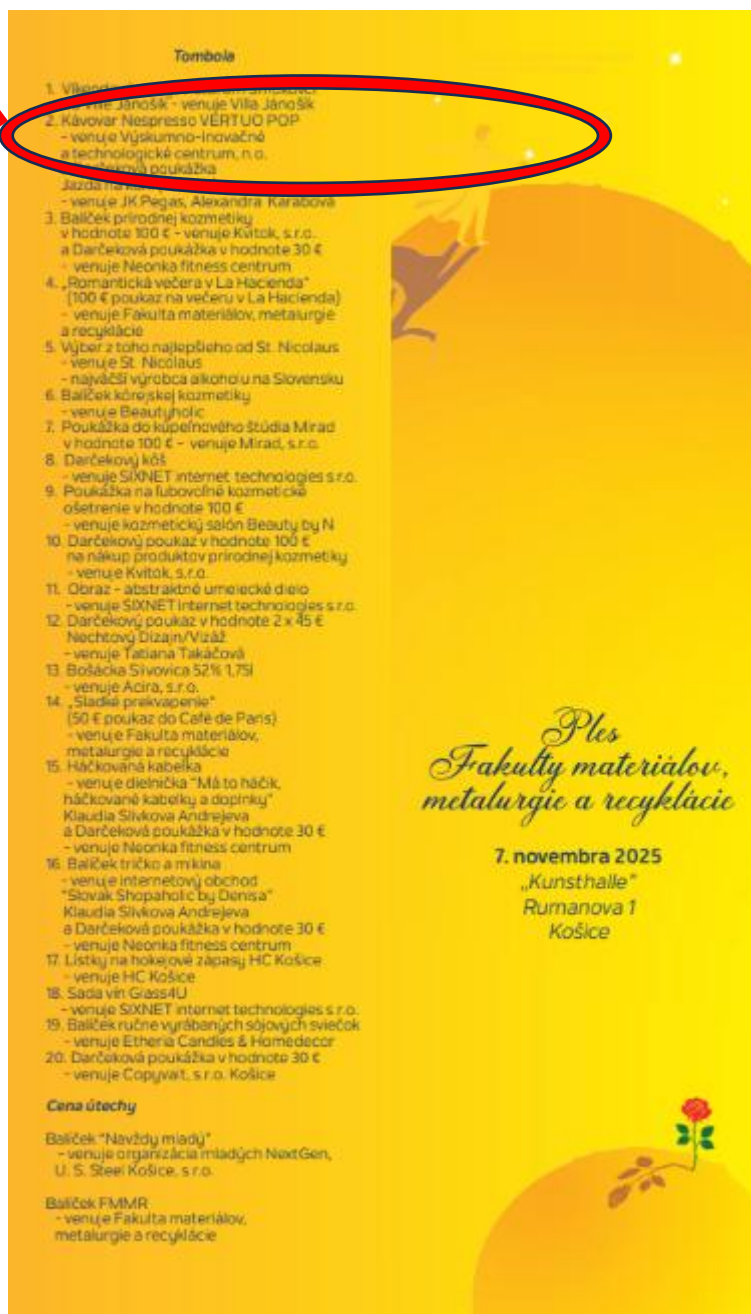 Tombola
1.
Vile Jánošík - venuje Villa Jánošík
2. Kávovar Nespresso VERTUO POP
- venuje Výskumno-inovačné
a technologické centrum, n.o.
poukážka
Jazda na
- venuje JK Pegas, Alexandra Karabová
3. Balíček prírodnej kozmetiky
v hodnote 100 € - venuje Kvitok, s.r.o.
a Darčeková poukážka v hodnote 30 €
- venuje Neonka fitness centrum
4. „Romantická večera v La Hacienda"
(100 € poukaz na večeru v La Hacienda)
- venuje Fakulta materiálov, metalurgie
a recyklácie
5. Výber z toho najlepšieho od St. Nicolaus
- venuje St. Nicolaus
- najväčší výrobca alkoholu na Slovensku
6. Balíček kórejskej kozmetiky
- venuje Beautyholic
7. Poukážka do kúpeľnového štúdia Mirad
v hodnote 100 € - venuje Mirad, s.r.o.
8. Darčekový kôš
- venuje SIXNET internet technologies s.r.o.
9. Poukážka na ľubovoľné kozmetické
ošetrenie v hodnote 100 €
- venuje kozmetický salón Beauty by N
10. Darčekový poukaz v hodnote 100 €
na nákup produktov prírodnej kozmetiky
- venuje Kvitok, s.r.o.
11. Obraz - abstraktné umelecké dielo
- venuje SIXNET internet technologies s.r.o.
12. Darčekový poukaz v hodnote 2 x 45 €
Nechtový Dizajn/Vizáž
- venuje Tatiana Takáčová
13. Bošácka Slivovica 52% 1,75l
- venuje Acira, s.r.o.
14. „Sladké prekvapenie"
(50 € poukaz do Café de Paris)
- venuje Fakulta materiálov,
metalurgie a recyklácie
15. Háčkovaná kabelka
- venuje dielnička "Má to háčik,
háčkované kabelky a doplnky"
Klaudia Slivkova Andrejeva
a Darčeková poukážka v hodnote 30 €
- venuje Neonka fitness centrum
16. Balíček tričko a mikina
- venuje internetový obchod
"Slovak Shopaholic by Denisa"
Klaudia Slivkova Andrejeva
a Darčeková poukážka v hodnote 30 €
- venuje Neonka fitness centrum
17. Lístky na hokejové zápasy HC Košice
- venuje HC Košice
18. Sada vín Glass4U
- venuje SIXNET internet technologies s.r.o.
19. Balíček ručne vyrábaných sójových sviečok
- venuje Etheria Candles & Homedecor
20. Darčeková poukážka v hodnote 30 €
- venuje Copyvait, s.r.o. Košice
Cena útechy
Balíček "Navždy mladý"
- venuje organizácia mladých NextGen,
U. S. Steel Košice, s.r.o.
Balíček FMMR
- venuje Fakulta materiálov,
metalurgie a recyklácie
Ples
Fakulty materiálov,
metalurgie a recyklácie
7. novembra 2025
„Kunsthalle"
Rumanova 1
Košice